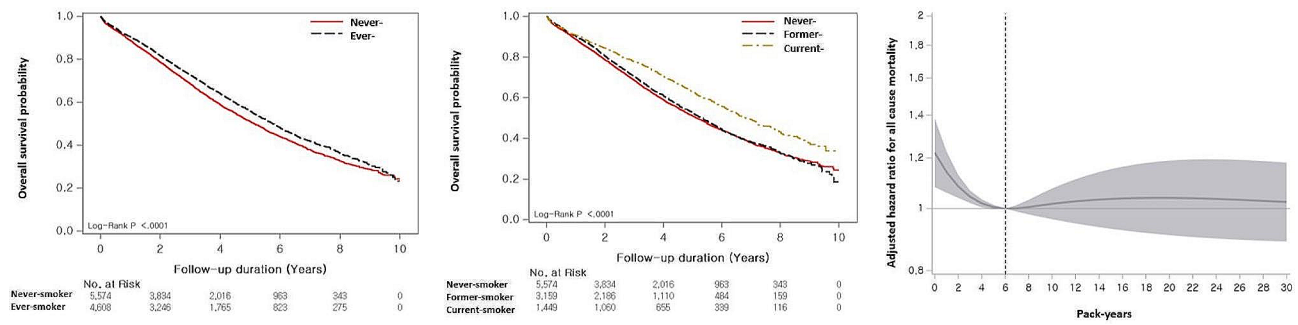 Overall survival probability
1.0
0.8
0.6
0.4
0.2
0.0
Never-
Ever-
Log-Rank P <.0001
0 2 4 6 8 10
Follow-up duration (Years)
No. at Risk
Never-smoker 5,574 3,834 2,016 963 343 0
Ever-smoker 4,608 3,246 1,765 823 275 0
Overall survival probability
1.0
0.8
0.6
0.4
0.2
0.0
Never-
Former-
Current-
Log-Rank P <.0001
0 2 4 6 8 10
Follow-up duration (Years)
No. at Risk
Never-smoker 5,574 3,834 2,016 963 343 0
Former-smoker 3,159 2,186 1,110 484 159 0
Current-smoker 1,449 1,060 655 339 116 0
Adjusted hazard ratio for all cause mortality
2
1.8
1.6
1.4
1.2
1
0.8
0 2 4 6 8 10 12 14 16 18 20 22 24 26 28 30
Pack-years